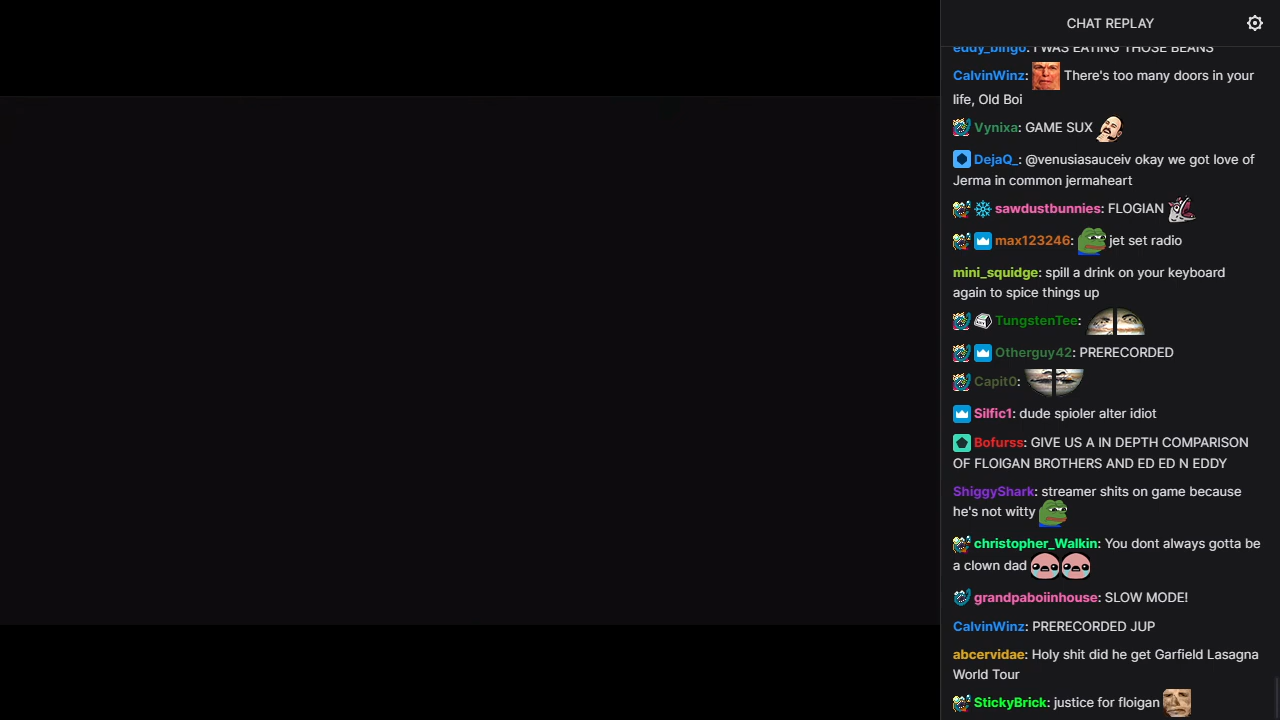 CHAT REPLAY
eddy_bingo: I WAS EATING THOSE BEANS
CalvinWinz: There's too many doors in your
life, Old Boi
Vynixa: GAME SUX
DejaQ_: @venusiasauceiv okay we got love of
Jerma in common jermaheart
sawdustbunnies: FLOGIAN
max123246: jet set radio
mini_squidge: spill a drink on your keyboard
again to spice things up
TungstenTee:
Otherguy42: PRERECORDED
Capit0:
Silfic1: dude spioler alter idiot
Bofurss: GIVE US A IN DEPTH COMPARISON
OF FLOIGAN BROTHERS AND ED ED N EDDY
ShiggyShark: streamer shits on game because
he's not witty
christopher_Walkin: You dont always gotta be
a clown dad
grandpaboiinhouse: SLOW MODE!
CalvinWinz: PRERECORDED JUP
abcervidae: Holy shit did he get Garfield Lasagna
World Tour
StickyBrick: justice for floigan